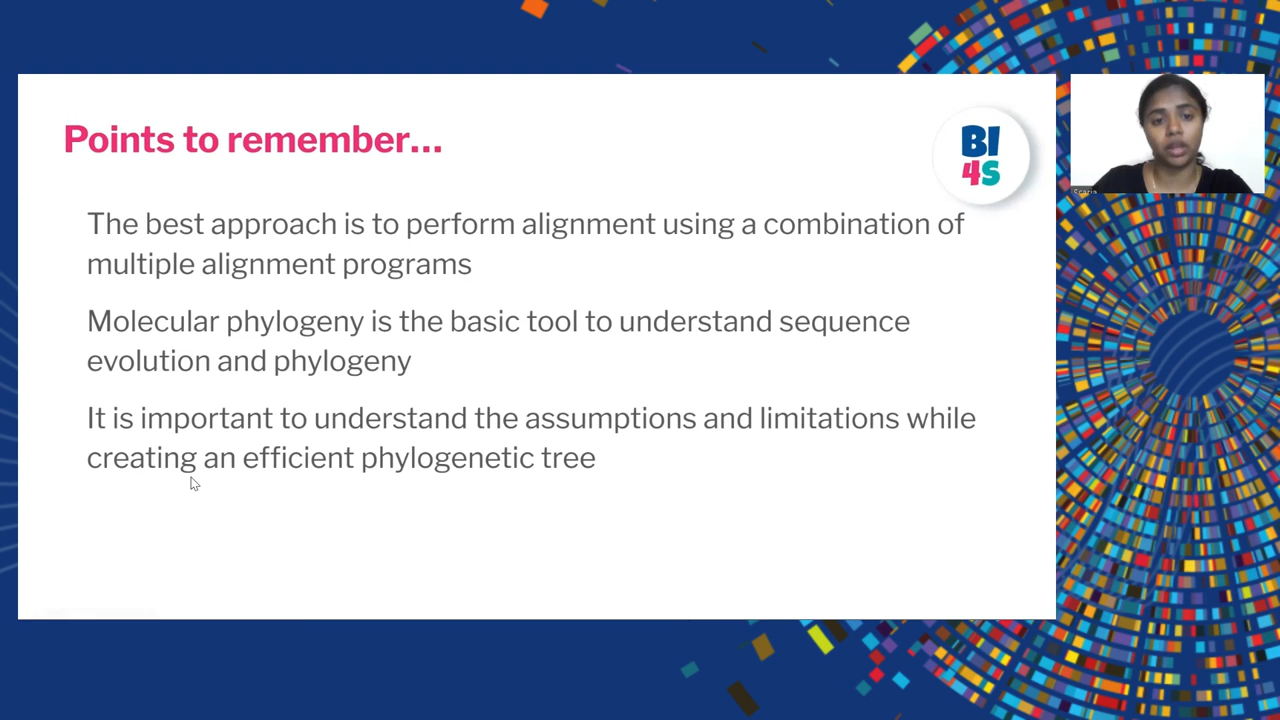 Points to remember...
BI
4S
The best approach is to perform alignment using a combination of
multiple alignment programs
Molecular phylogeny is the basic tool to understand sequence
evolution and phylogeny
It is important to understand the assumptions and limitations while
creating an efficient phylogenetic tree